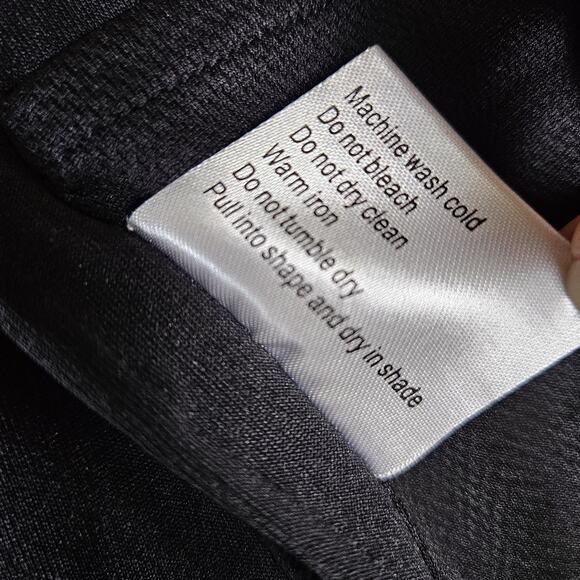 Machine wash cold
Do not bleach
Do not dry clean
Warm iron
Do not tumble dry
Pull into shape and dry in shade